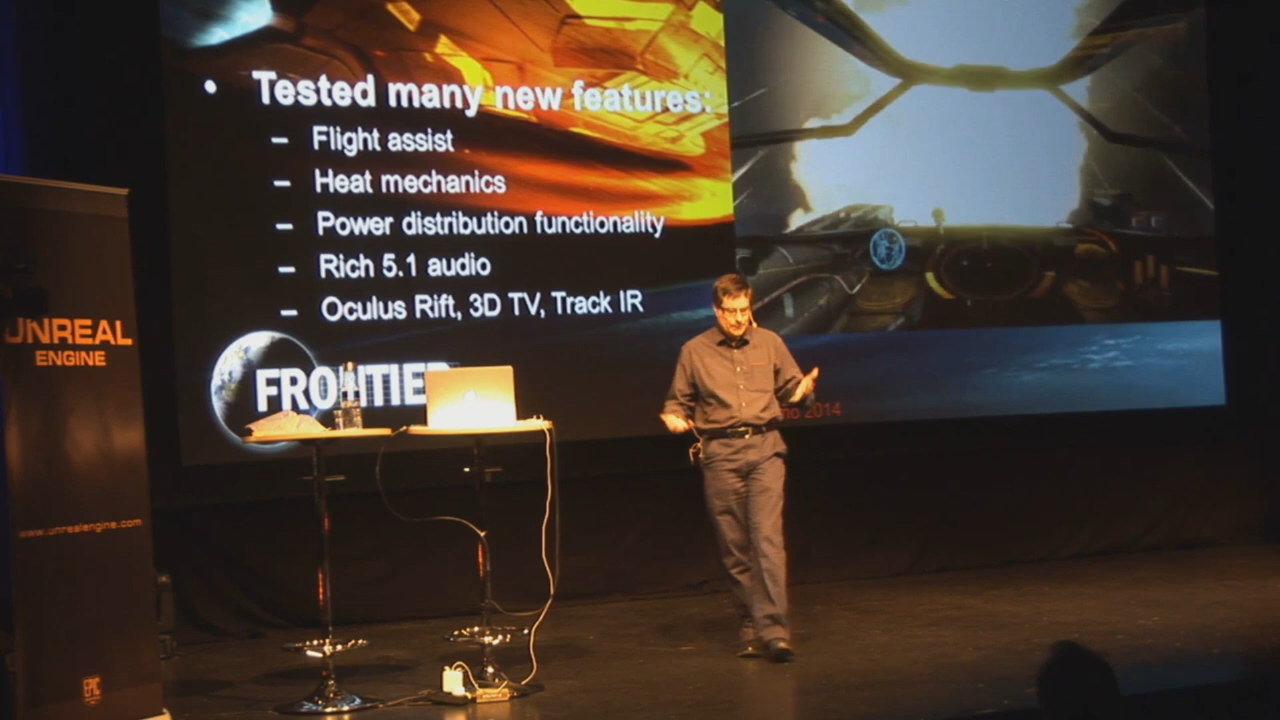 • Tested many new features:
– Flight assist
– Heat mechanics
– Power distribution functionality
– Rich 5.1 audio
– Oculus Rift, 3D TV, Track IR
FRONTIER
2014
UNREAL
ENGINE
www.unrealengine.com
EPIC